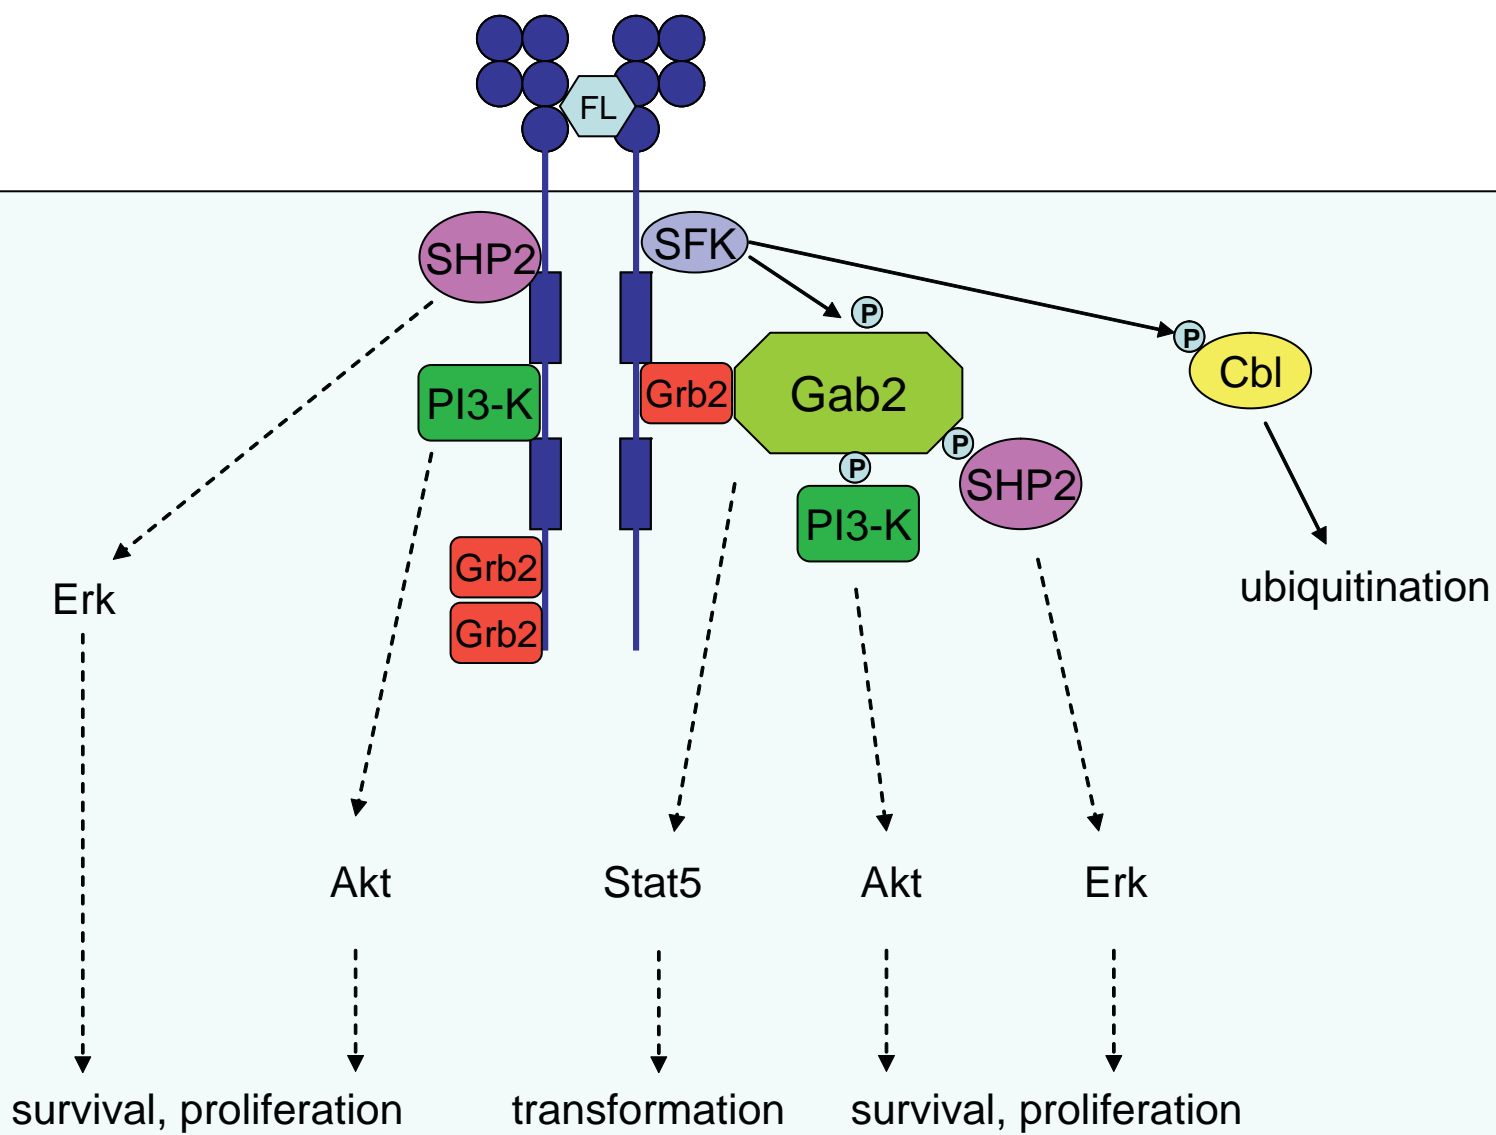 FL
SHP2
SFK
P
P
PI3-K
Grb2
Gab2
Cbl
P
P
SHP2
PI3-K
Grb2
Grb2
Erk
ubiquitination
Akt
Stat5
Akt
Erk
survival, proliferation
transformation
survival, proliferation